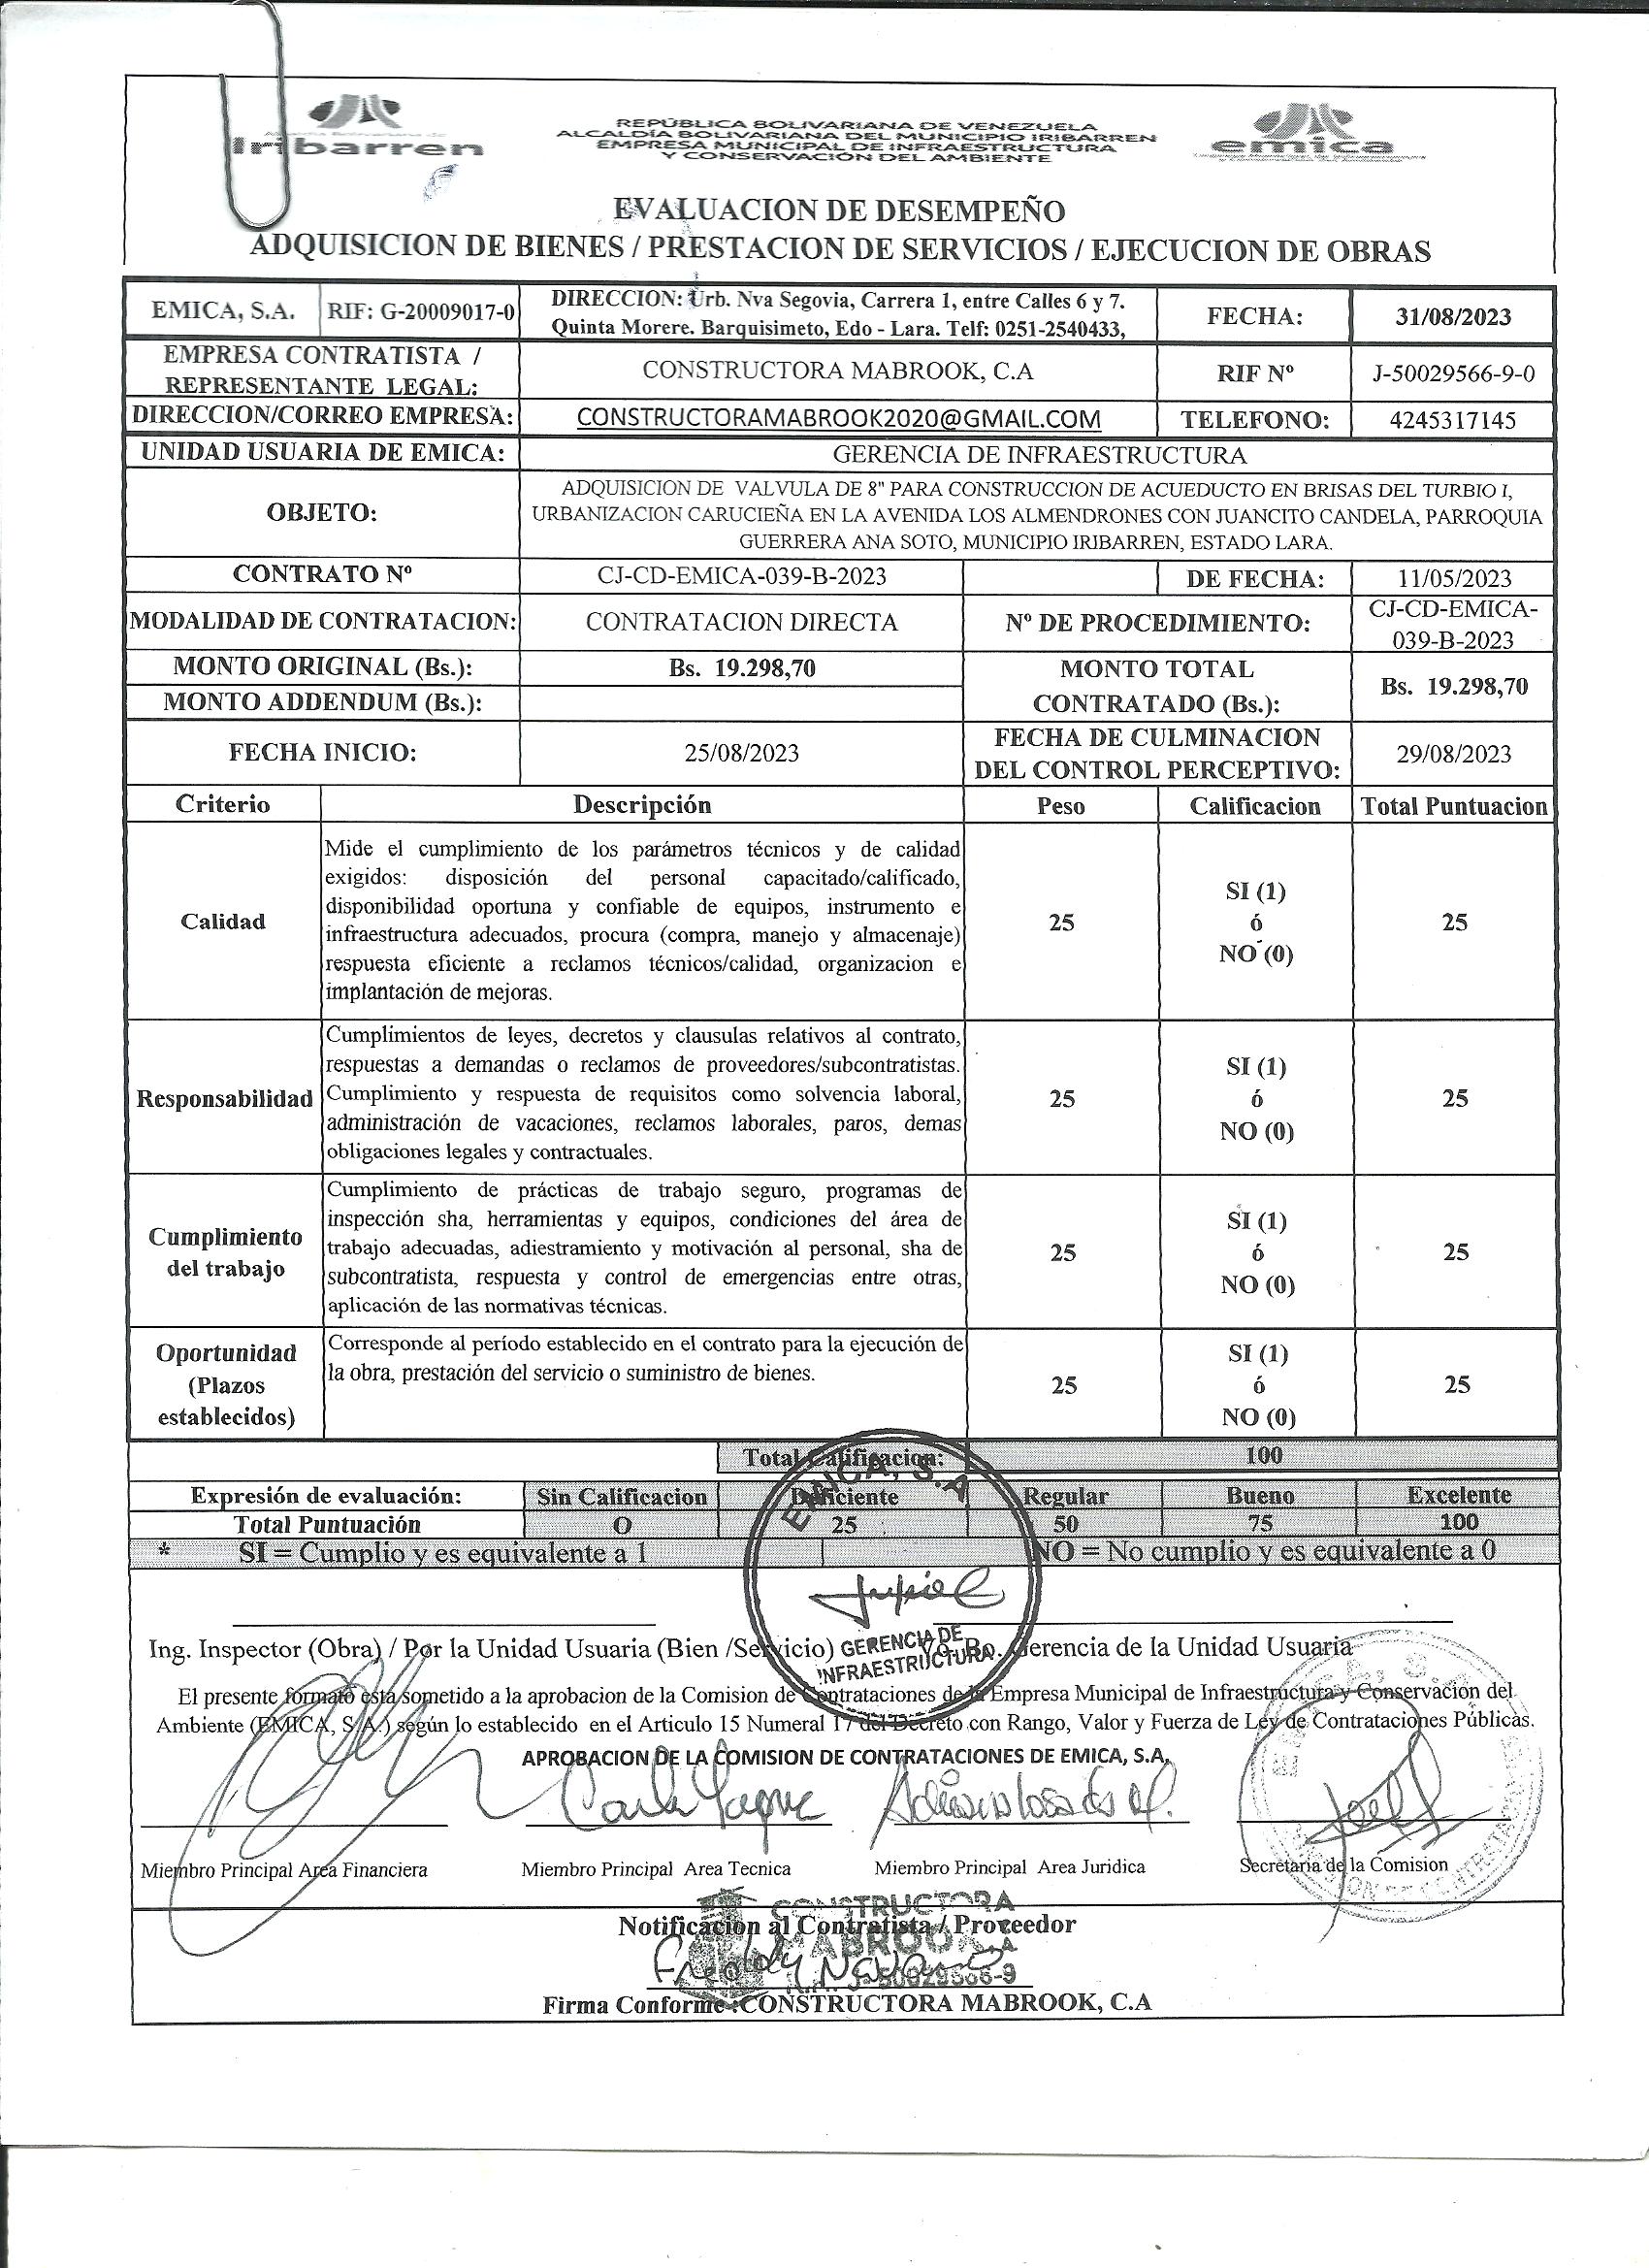 Iribarren
REPÚBLICA BOLIVARIANA DE VENEZUELA
ALCALDÍA BOLIVARIANA DEL MUNICIPIO IRIBARREN
EMPRESA MUNICIPAL DE INFRAESTRUCTURA
Y CONSERVACIÓN DEL AMBIENTE
emica
EVALUACION DE DESEMPEÑO
ADQUISICION DE BIENES / PRESTACION DE SERVICIOS / EJECUCION DE OBRAS
EMICA, S.A. RIF: G-20009017-0 DIRECCION: Urb. Nva Segovia, Carrera 1, entre Calles 6 y 7.
Quinta Morere. Barquisimeto, Edo - Lara. Telf: 0251-2540433, FECHA: 31/08/2023
EMPRESA CONTRATISTA /
REPRESENTANTE LEGAL: CONSTRUCTORA MABROOK, C.A RIF Nº J-50029566-9-0
DIRECCION/CORREO EMPRESA: CONSTRUCTORAMABROOK2020@GMAIL.COM TELEFONO: 4245317145
UNIDAD USUARIA DE EMICA: GERENCIA DE INFRAESTRUCTURA
OBJETO: ADQUISICION DE VALVULA DE 8" PARA CONSTRUCCION DE ACUEDUCTO EN BRISAS DEL TURBIO I,
URBANIZACION CARUCIEÑA EN LA AVENIDA LOS ALMENDRONES CON JUANCITO CANDELA, PARROQUIA
GUERRERA ANA SOTO, MUNICIPIO IRIBARREN, ESTADO LARA.
CONTRATO Nº CJ-CD-EMICA-039-B-2023 DE FECHA: 11/05/2023
MODALIDAD DE CONTRATACION: CONTRATACION DIRECTA Nº DE PROCEDIMIENTO: CJ-CD-EMICA-
039-B-2023
MONTO ORIGINAL (Bs.): Bs. 19.298,70 MONTO TOTAL
CONTRATADO (Bs.): Bs. 19.298,70
MONTO ADDENDUM (Bs.):
FECHA INICIO: 25/08/2023 FECHA DE CULMINACION
DEL CONTROL PERCEPTIVO: 29/08/2023
Criterio Descripción Peso Calificacion Total Puntuacion
Calidad
Mide el cumplimiento de los parámetros técnicos y de calidad
exigidos: disposición del personal capacitado/calificado,
disponibilidad oportuna y confiable de equipos, instrumento e
infraestructura adecuados, procura (compra, manejo y almacenaje)
respuesta eficiente a reclamos técnicos/calidad, organizacion e
implantación de mejoras.
25
SI (1)
ó
NO (0)
25
Responsabilidad
Cumplimientos de leyes, decretos y clausulas relativos al contrato,
respuestas a demandas o reclamos de proveedores/subcontratistas.
Cumplimiento y respuesta de requisitos como solvencia laboral,
administración de vacaciones, reclamos laborales, paros, demas
obligaciones legales y contractuales.
25
SI (1)
ó
NO (0)
25
Cumplimiento
del trabajo
Cumplimiento de prácticas de trabajo seguro, programas de
inspección sha, herramientas y equipos, condiciones del área de
trabajo adecuadas, adiestramiento y motivación al personal, sha de
subcontratista, respuesta y control de emergencias entre otras,
aplicación de las normativas técnicas.
25
SI (1)
ó
NO (0)
25
Oportunidad
(Plazos
establecidos)
Corresponde al período establecido en el contrato para la ejecución de
la obra, prestación del servicio o suministro de bienes.
25
SI (1)
ó
NO (0)
25
Total Calificacion: 100
Expresión de evaluación: Sin Calificacion Deficiente Regular Bueno Excelente
Total Puntuación O 25 50 75 100
* SI = Cumplio y es equivalente a 1 NO = No cumplio y es equivalente a 0
EMICA, S.A
GERENCIA DE
INFRAESTRUCTURA
Ing. Inspector (Obra) / Por la Unidad Usuaria (Bien /Servicio) Vo. Bo. Gerencia de la Unidad Usuaria
El presente formato está sometido a la aprobacion de la Comision de Contrataciones de la Empresa Municipal de Infraestructura y Conservación del
Ambiente (EMICA, S.A.) según lo establecido en el Articulo 15 Numeral 17 del Decreto con Rango, Valor y Fuerza de Ley de Contrataciones Públicas.
APROBACION DE LA COMISION DE CONTRATACIONES DE EMICA, S.A.
EMICA, S.A.
Miembro Principal Area Financiera Miembro Principal Area Tecnica Miembro Principal Area Juridica Secretaria de la Comision
CONSTRUCTORA
Notificación al Contratista / Proveedor
MABROOK
Firma Conforme :CONSTRUCTORA MABROOK, C.A